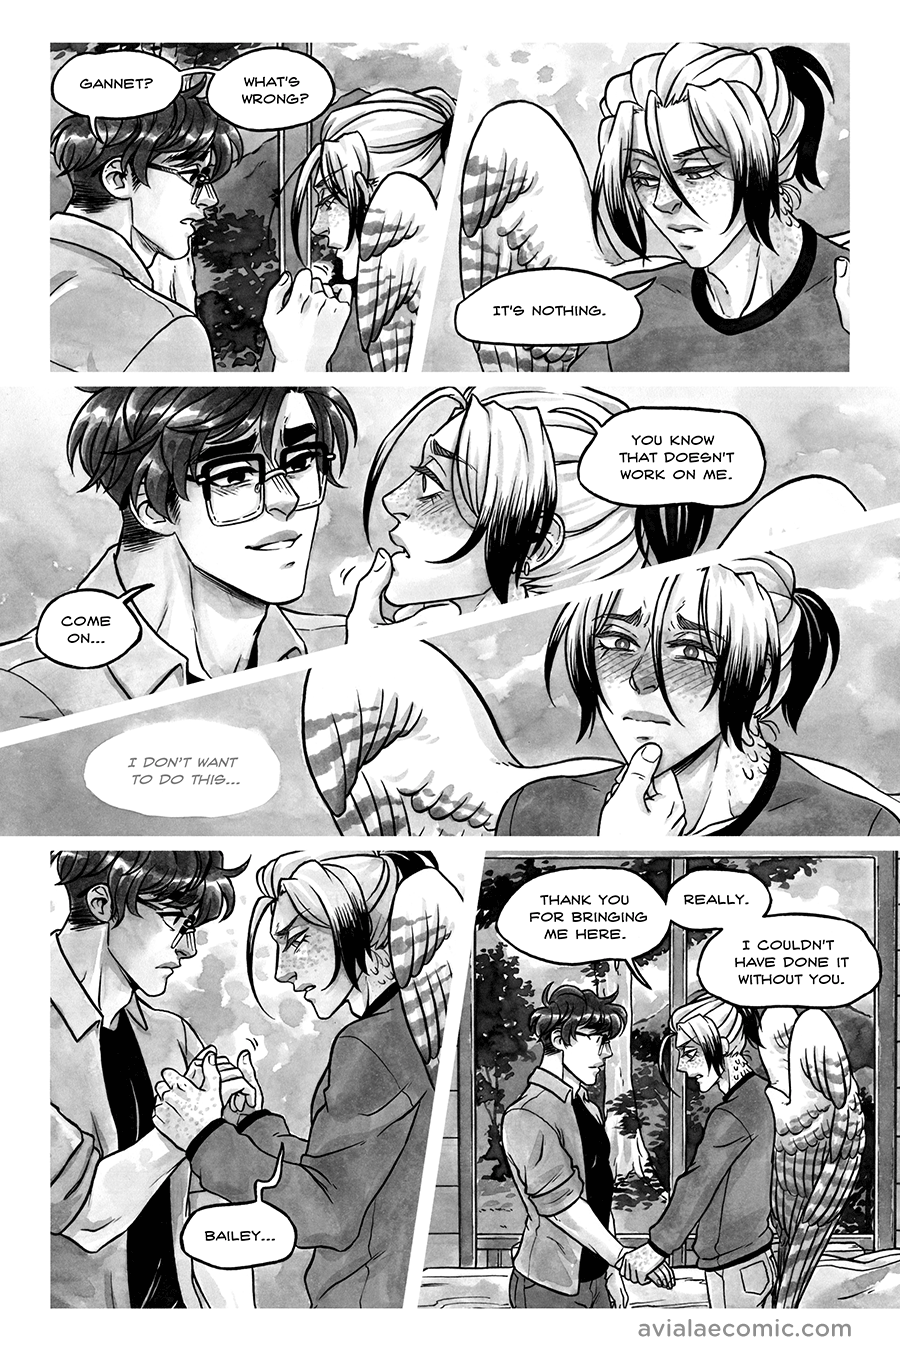 GANNET?
WHAT'S
WRONG?
IT'S NOTHING.
YOU KNOW
THAT DOESN'T
WORK ON ME.
COME
ON...
I DON'T WANT
TO DO THIS...
BAILEY...
THANK YOU
FOR BRINGING
ME HERE.
REALLY.
I COULDN'T
HAVE DONE IT
WITHOUT YOU.
avialaecomic.com